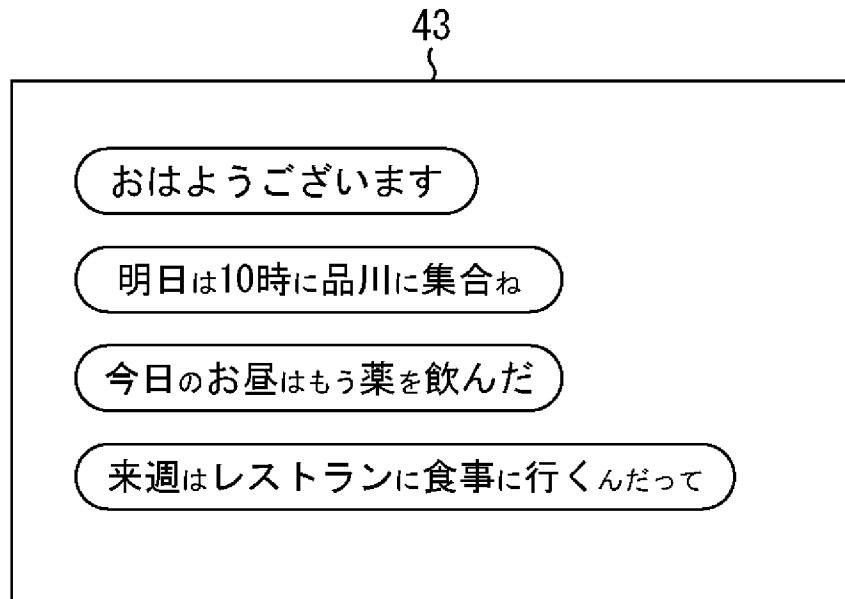 43
おはようございます
明日は10時に品川に集合ね
今日のお昼はもう薬を飲んだ
来週はレストランに食事に行くんだって